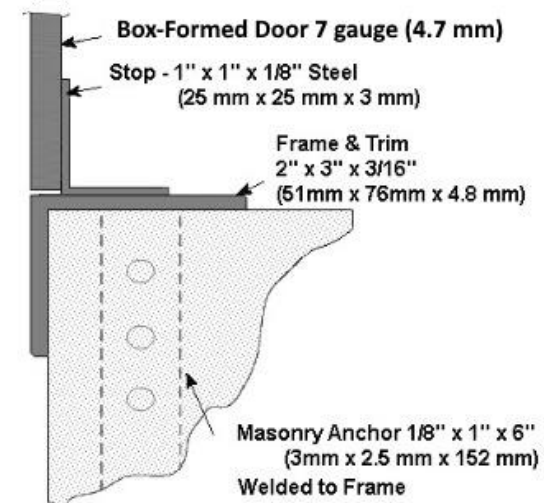 Box-Formed Door 7 gauge (4.7 mm)
Stop - 1" x 1" x 1/8" Steel
(25 mm x 25 mm x 3 mm)
Frame & Trim
2" x 3" x 3/16"
(51mm x 76mm x 4.8 mm)
Masonry Anchor 1/8" x 1" x 6"
(3mm x 2.5 mm x 152 mm)
Welded to Frame